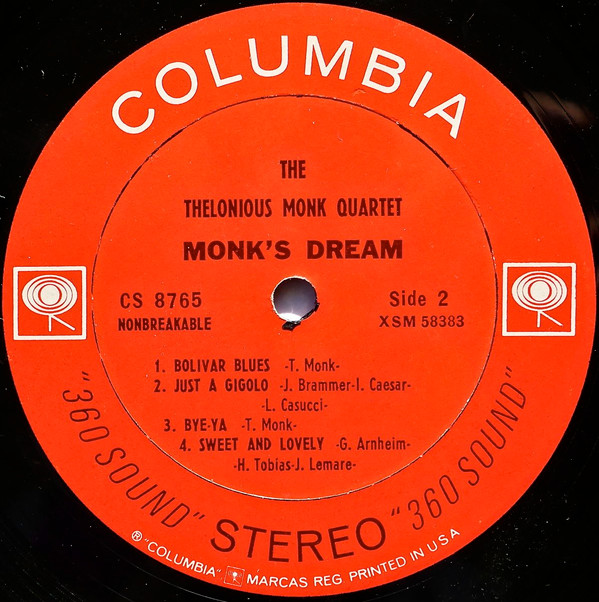 COLUMBIA
THE
THELONIOUS MONK QUARTET
MONK'S DREAM
CS 8765
NONBREAKABLE
Side 2
XSM 58383
1. BOLIVAR BLUES -T. Monk-
2. JUST A GIGOLO -J. Brammer-I. Caesar-
-L. Casucci-
3. BYE-YA -T. Monk-
4. SWEET AND LOVELY -G. Arnheim-
-H. Tobias-J. Lemare-
"360 SOUND" STEREO "360 SOUND"
® "COLUMBIA" MARCAS REG PRINTED IN U S A